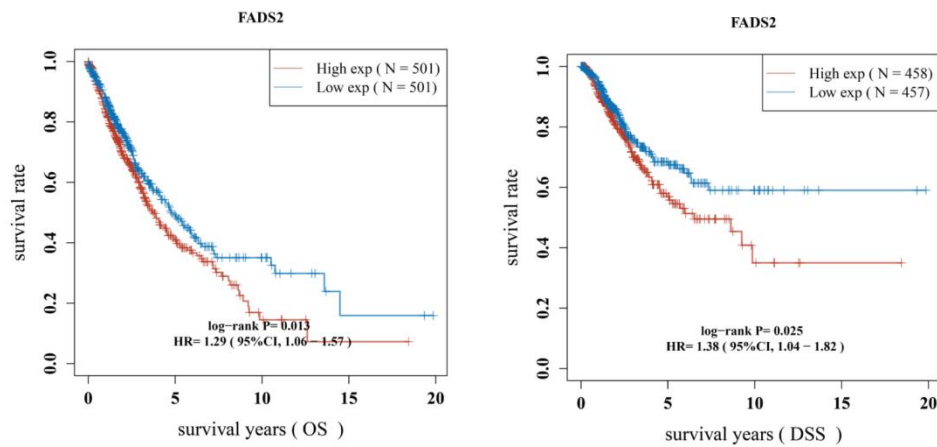 FADS2
High exp ( N = 501)
Low exp ( N = 501)
survival rate
1.0
0.8
0.6
0.4
0.2
0.0
log−rank P= 0.013
HR= 1.29 ( 95%CI, 1.06 − 1.57 )
0 5 10 15 20
survival years ( OS )
FADS2
High exp ( N = 458)
Low exp ( N = 457)
survival rate
1.0
0.8
0.6
0.4
0.2
0.0
log−rank P= 0.025
HR= 1.38 ( 95%CI, 1.04 − 1.82 )
0 5 10 15 20
survival years ( DSS )